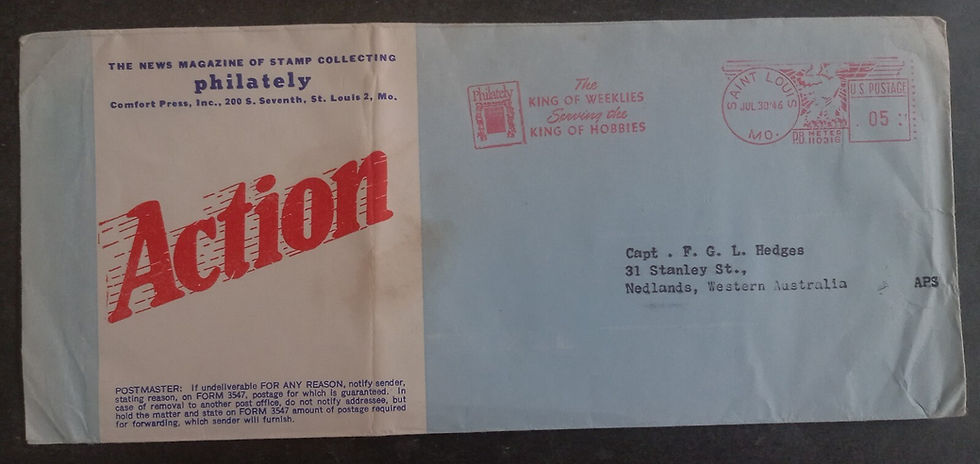 THE NEWS MAGAZINE OF STAMP COLLECTING
philately
Comfort Press, Inc., 200 S. Seventh, St. Louis 2, Mo.
Action
POSTMASTER: If undeliverable FOR ANY REASON, notify sender,
stating reason, on FORM 3547, postage for which is guaranteed. In
case of removal to another post office, do not notify addressee, but
hold the matter and state on FORM 3547 amount of postage required
for forwarding, which sender will furnish.
Philately
The
KING OF WEEKLIES
Serving the
KING OF HOBBIES
SAINT LOUIS
JUL 30 '46
MO.
P.B. METER
110316
U.S. POSTAGE
05
Capt . F. G. L. Hedges
31 Stanley St.,
Nedlands, Western Australia
APS